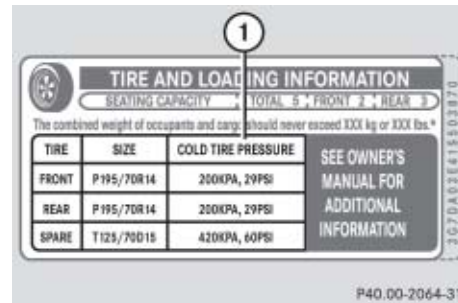 1
TIRE AND LOADING INFORMATION
SEATING CAPACITY TOTAL 5 FRONT 2 REAR 3
The combined weight of occupants and cargo should never exceed XXX kg or XXX lbs.*
TIRE SIZE COLD TIRE PRESSURE
SEE OWNER'S
MANUAL FOR
ADDITIONAL
INFORMATION
FRONT P195/70R14 200KPA, 29PSI
REAR P195/70R14 200KPA, 29PSI
SPARE T125/70D15 420KPA, 60PSI
P40.00-2064-31